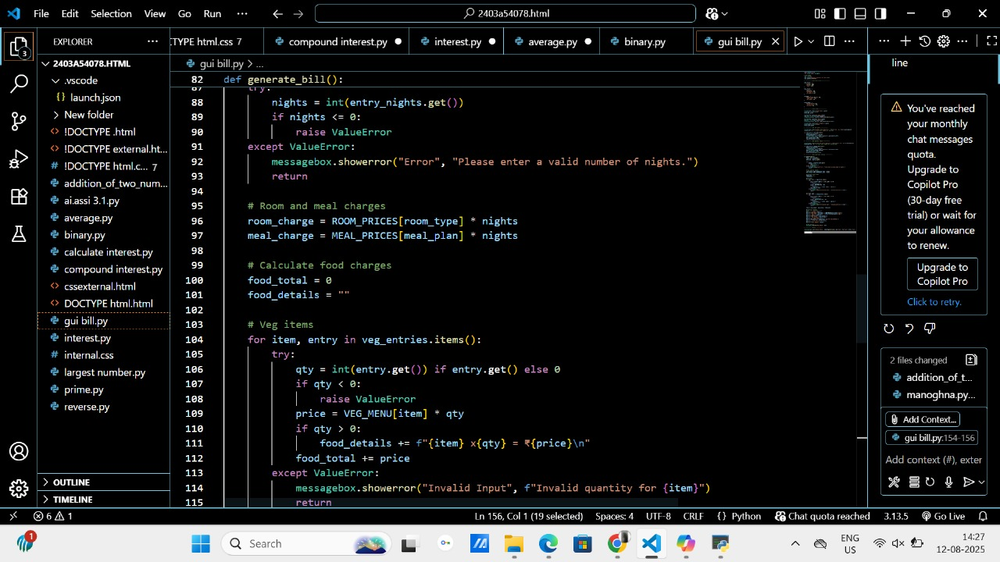 File Edit Selection View Go Run ··· 2403a54078.html
EXPLORER ···
2403A54078.HTML
.vscode
launch.json
New folder
!DOCTYPE .html
!DOCTYPE external.ht...
!DOCTYPE html.c... 7
addition_of_two_num...
assi 3.1.py
average.py
binary.py
calculate interest.py
compound interest.py
cssexternal.html
DOCTYPE html.html
gui bill.py
interest.py
internal.css
largest number.py
prime.py
reverse.py
OUTLINE
TIMELINE
CTYPE html.css 7 compound interest.py interest.py average.py binary.py gui bill.py
gui bill.py > ...
82 def generate_bill():
87 try:
88 nights = int(entry_nights.get())
89 if nights <= 0:
90 raise ValueError
91 ValueError:
92 messagebox.showerror("Error", "Please enter a valid number of nights.")
93 return
94
95 and meal charges
96 = ROOM_PRICES[room_type] * nights
97 = MEAL_PRICES[meal_plan] * nights
98
99 # Calculate food charges
100 food_total = 0
101 food_details = ""
102
103 # Veg items
104 for item, entry in veg_entries.items():
105 try:
106 qty = int(entry.get()) if entry.get() else 0
107 if qty < 0:
108 raise ValueError
109 price = VEG_MENU[item] * qty
110 if qty > 0:
111 food_details += f"{item} x{qty} = ₹{price}\n"
112 food_total += price
113 except ValueError:
114 messagebox.showerror("Invalid Input", f"Invalid quantity for {item}")
115 return
line
You've reached
your monthly
chat messages
quota.
Upgrade to
Copilot Pro
(30-day free
trial) or wait for
your allowance
to renew.
Upgrade to
Copilot Pro
Click to retry.
2 files changed
addition_of_t...
manoghna.py...
Add Context...
gui bill.py:154-156
Add context (#), exter
3
6 1 Ln 156, Col 1 (19 selected) Spaces: 4 UTF-8 CRLF {} Python Chat quota reached 3.13.5 Go Live
1 Search ENG
US
14:27
12-08-2025